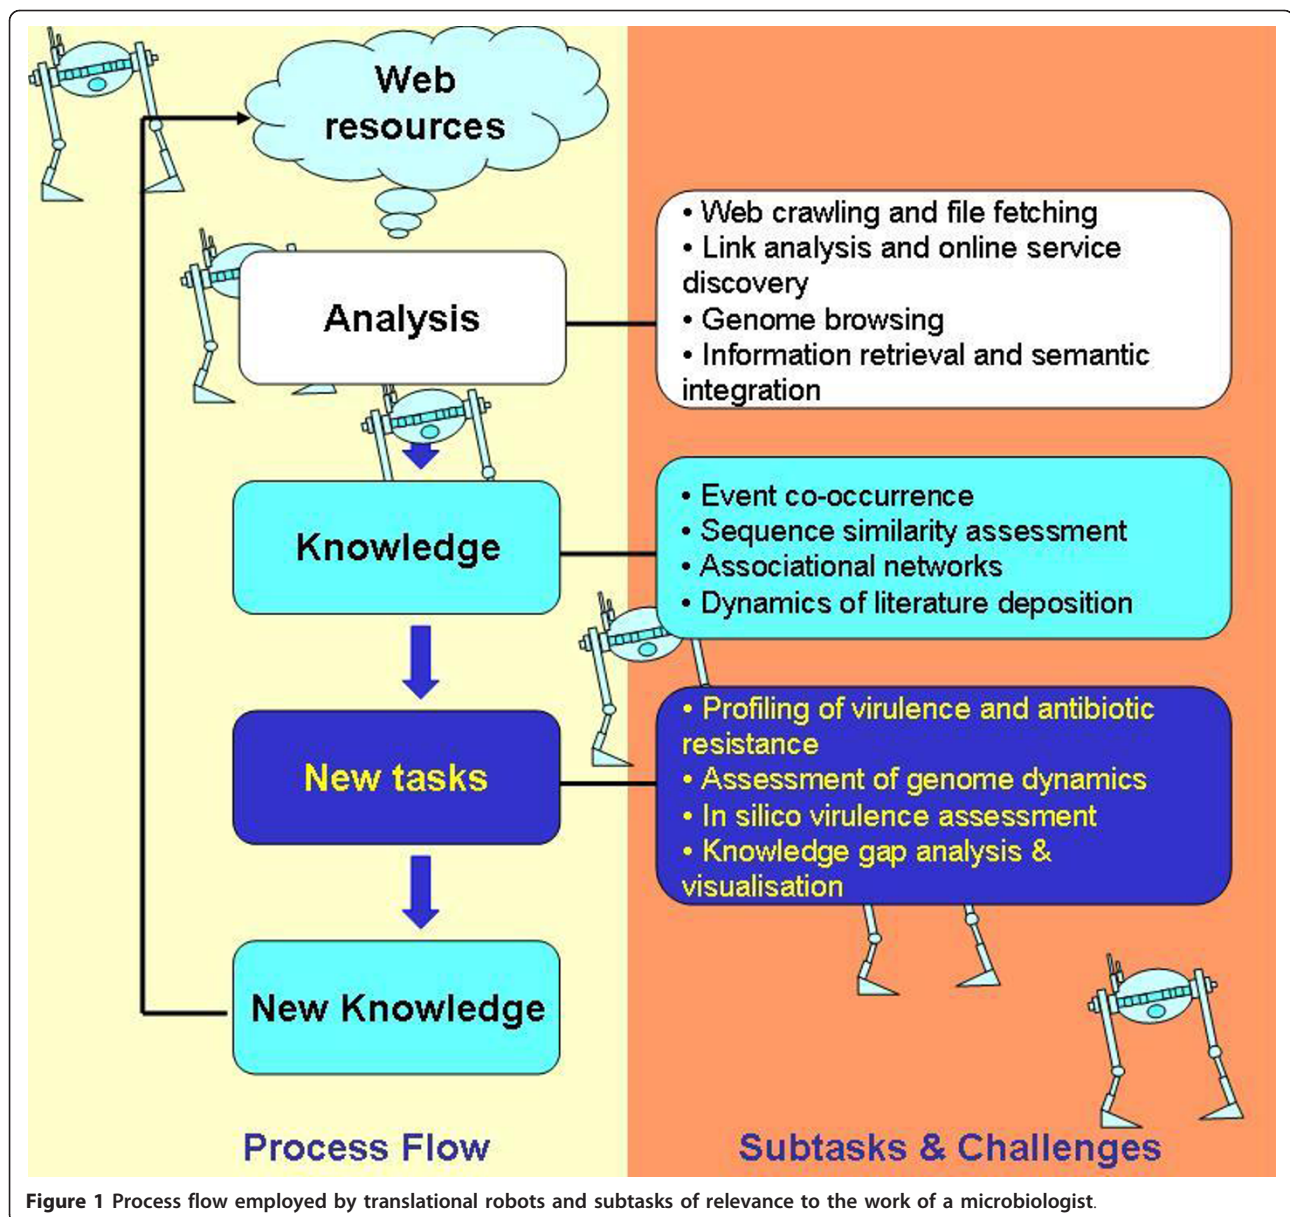 Web
resources
Analysis
• Web crawling and file fetching
• Link analysis and online service
discovery
• Genome browsing
• Information retrieval and semantic
integration
Knowledge
• Event co-occurrence
• Sequence similarity assessment
• Associational networks
• Dynamics of literature deposition
New tasks
• Profiling of virulence and antibiotic
resistance
• Assessment of genome dynamics
• In silico virulence assessment
• Knowledge gap analysis &
visualisation
New Knowledge
Process Flow
Subtasks & Challenges
Figure 1 Process flow employed by translational robots and subtasks of relevance to the work of a microbiologist.